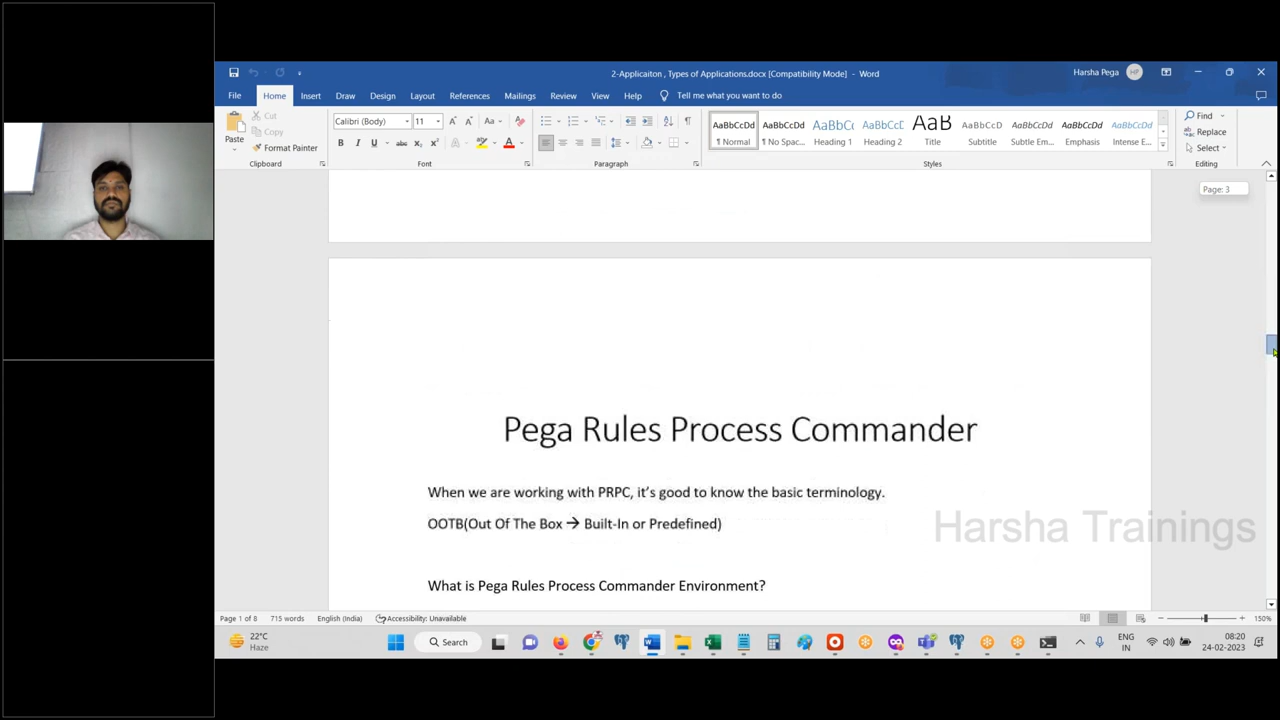 2-Applicaiton , Types of Applications.docx [Compatibility Mode] - Word
Harsha Pega
HP
File Home Insert Draw Design Layout References Mailings Review View Help Tell me what you want to do
Paste
Cut
Copy
Format Painter
Clipboard
Calibri (Body) 11
Font
Paragraph
AaBbCcDd AaBbCcDd AaBbCc AaBbCcC AaB AaBbCcD AaBbCcDd AaBbCcDd AaBbCcDd
¶ Normal ¶ No Spac... Heading 1 Heading 2 Title Subtitle Subtle Em... Emphasis Intense E...
Styles
Find
Replace
Select
Editing
Page: 3
Pega Rules Process Commander
When we are working with PRPC, it's good to know the basic terminology.
OOTB(Out Of The Box → Built-In or Predefined)
What is Pega Rules Process Commander Environment?
Harsha Trainings
Page 1 of 8 715 words English (India) Accessibility: Unavailable 150%
22°C
Haze
Search
ENG
IN
08:20
24-02-2023